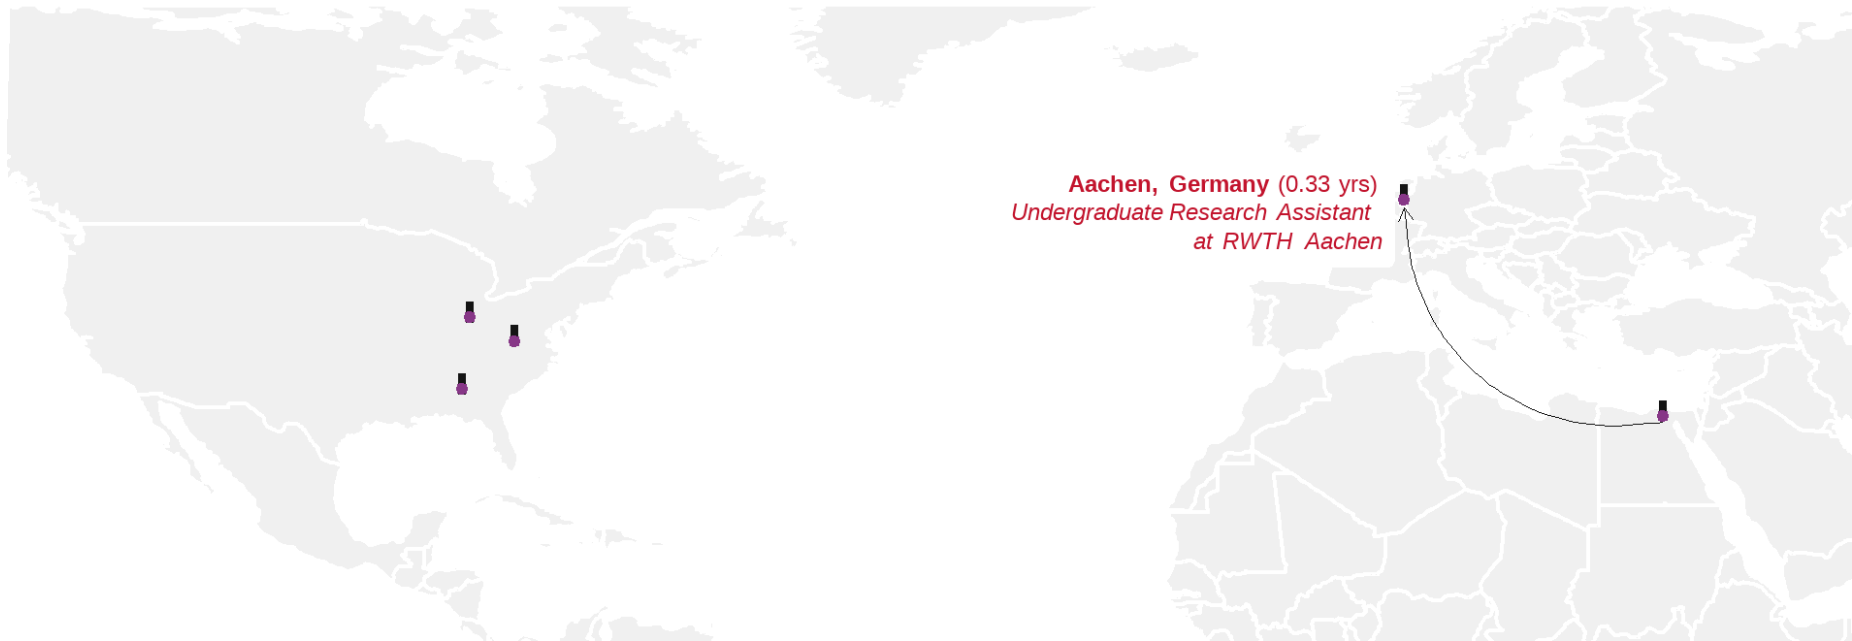 Aachen, Germany (0.33 yrs)
Undergraduate Research Assistant
at RWTH Aachen